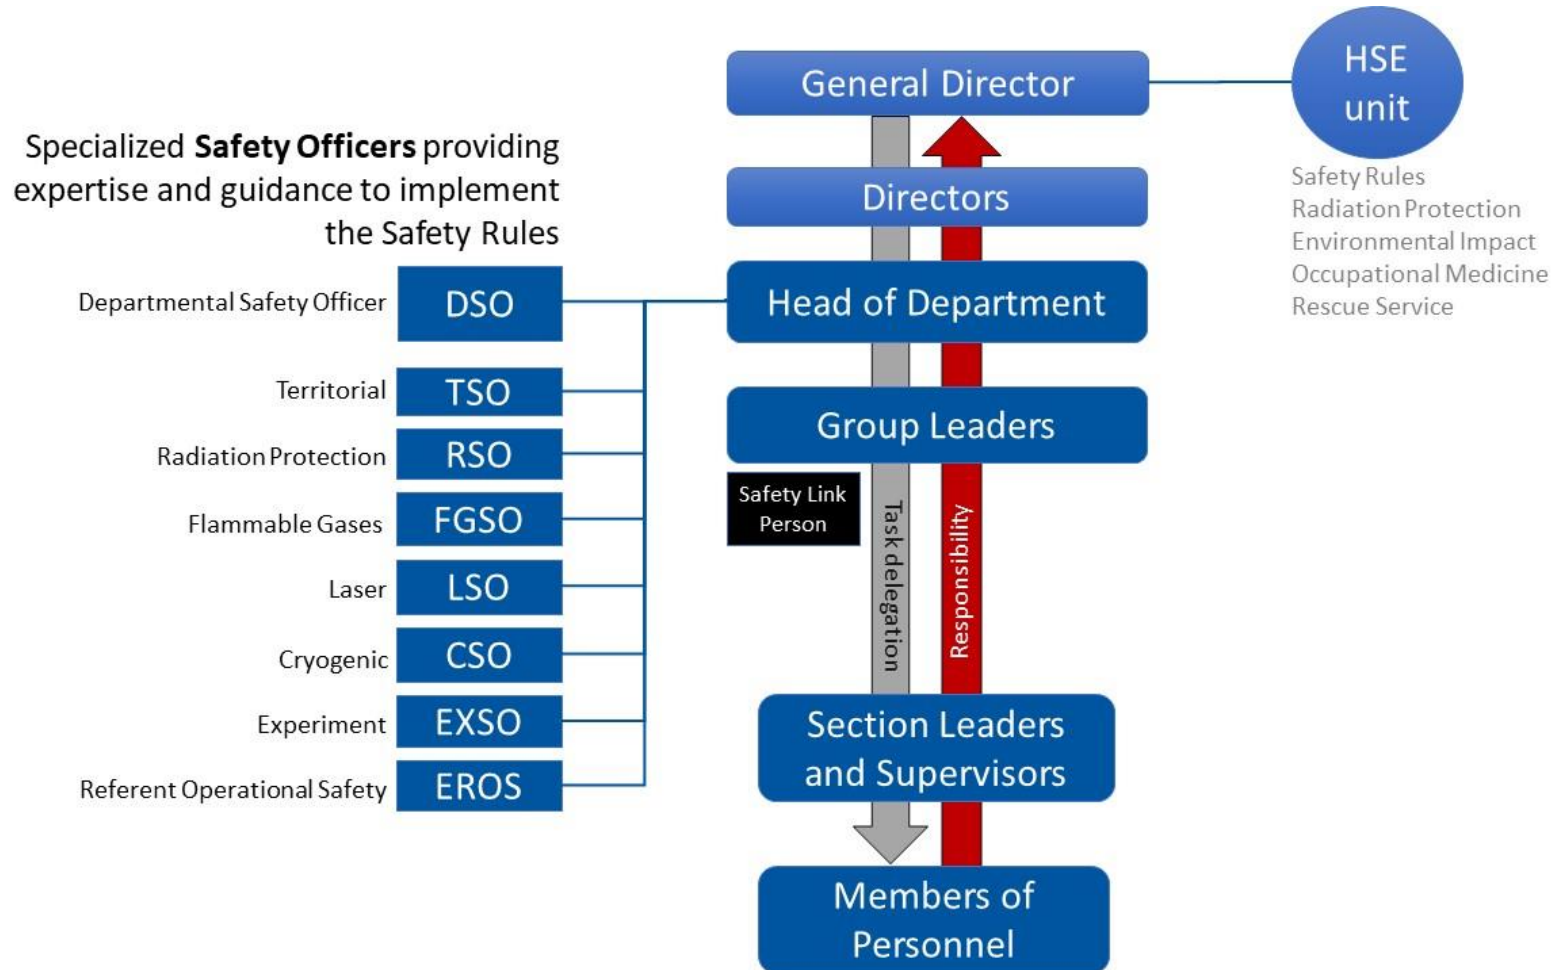 General Director
HSE
unit
Safety Rules
Radiation Protection
Environmental Impact
Occupational Medicine
Rescue Service
Specialized Safety Officers providing
expertise and guidance to implement
the Safety Rules
Directors
Departmental Safety Officer
DSO
Head of Department
Territorial
TSO
Group Leaders
Radiation Protection
RSO
Safety Link
Person
Flammable Gases
FGSO
Task delegation
Responsibility
Laser
LSO
Cryogenic
CSO
Experiment
EXSO
Section Leaders
and Supervisors
Referent Operational Safety
EROS
Members of
Personnel